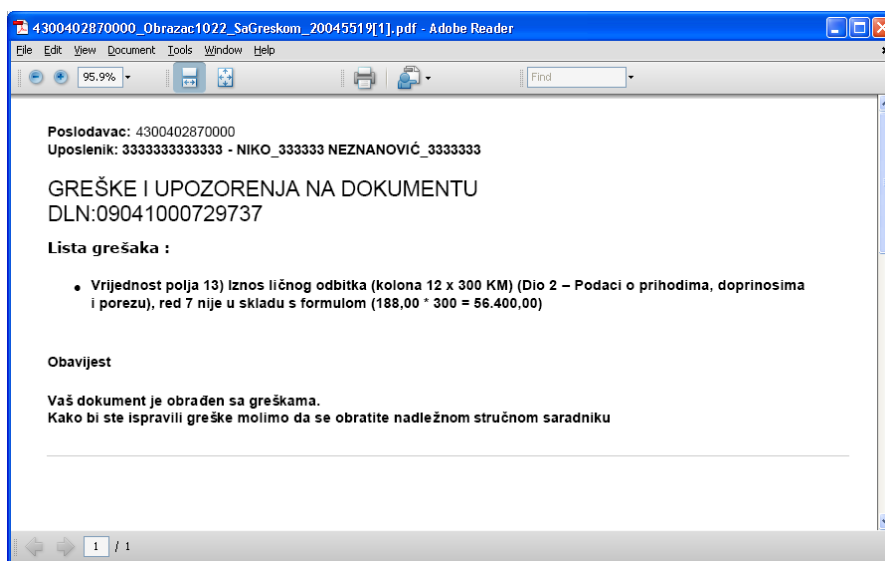 4300402870000_Obrazac1022_SaGreskom_20045519[1].pdf - Adobe Reader
File Edit View Document Tools Window Help
95.9% Find
Poslodavac: 4300402870000
Uposlenik: 3333333333333 - NIKO_333333 NEZNANOVIĆ_3333333
GREŠKE I UPOZORENJA NA DOKUMENTU
DLN:09041000729737
Lista grešaka :
• Vrijednost polja 13) Iznos ličnog odbitka (kolona 12 x 300 KM) (Dio 2 – Podaci o prihodima, doprinosima
i porezu), red 7 nije u skladu s formulom (188,00 * 300 = 56.400,00)
Obavijest
Vaš dokument je obrađen sa greškama.
Kako bi ste ispravili greške molimo da se obratite nadležnom stručnom saradniku
1 / 1